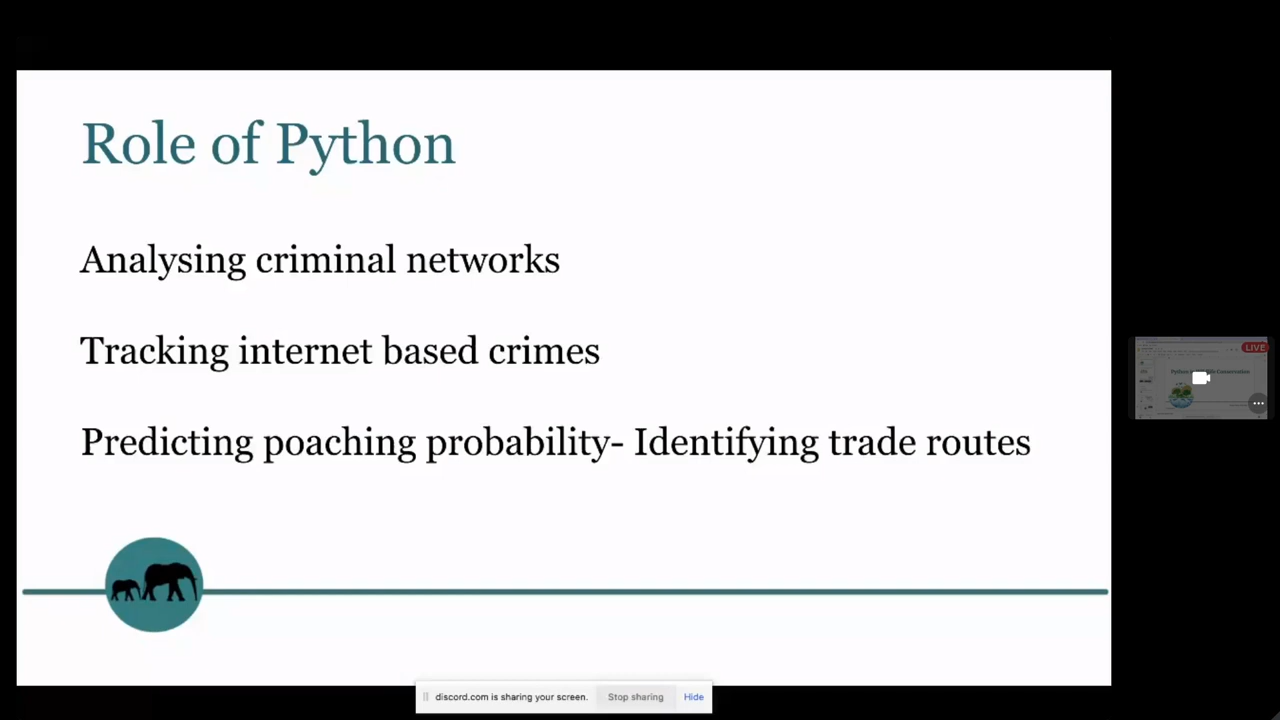 Role of Python
Analysing criminal networks
Tracking internet based crimes
Predicting poaching probability- Identifying trade routes
LIVE
discord.com is sharing your screen.
Stop sharing
Hide